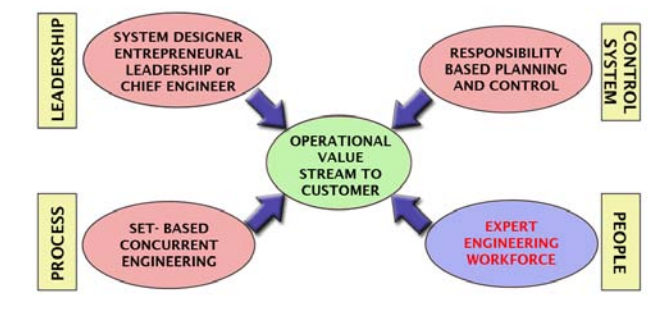 LEADERSHIP
SYSTEM DESIGNER
ENTREPRENEURAL
LEADERSHIP or
CHIEF ENGINEER
RESPONSIBILITY
BASED PLANNING
AND CONTROL
CONTROL
SYSTEM
OPERATIONAL
VALUE
STREAM TO
CUSTOMER
PROCESS
SET- BASED
CONCURRENT
ENGINEERING
EXPERT
ENGINEERING
WORKFORCE
PEOPLE